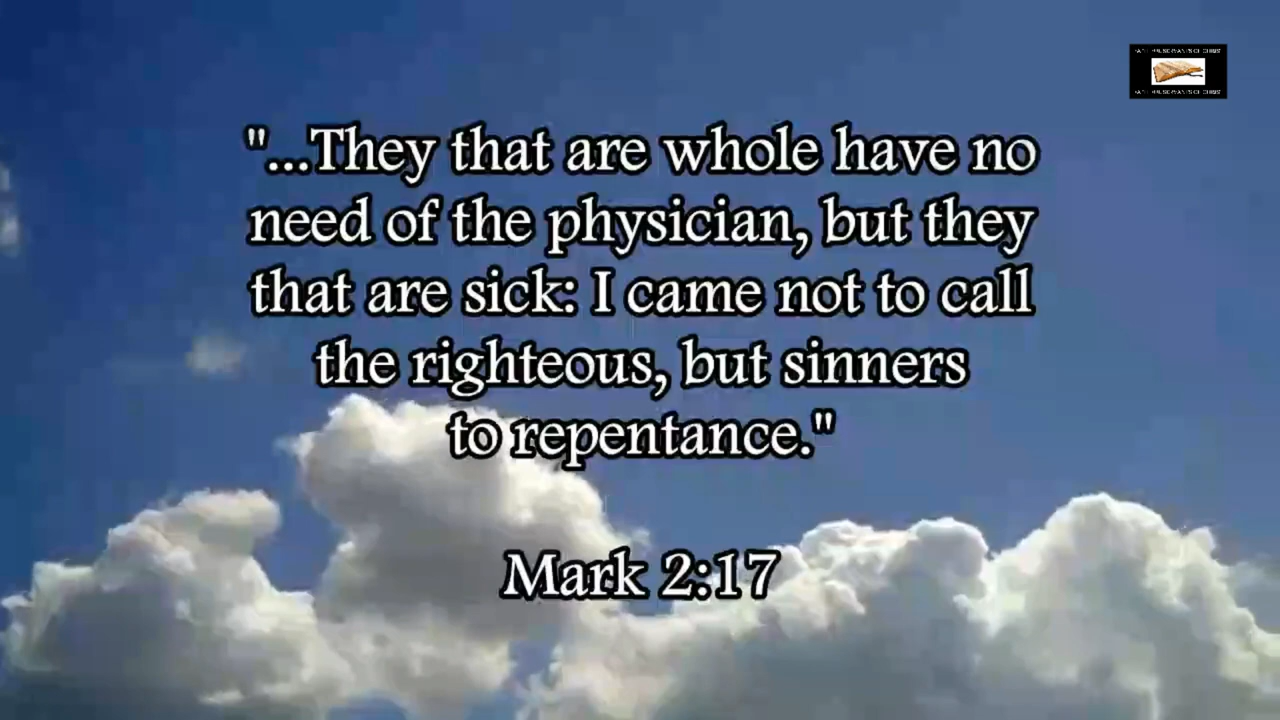 "...They that are whole have no
need of the physician, but they
that are sick: I came not to call
the righteous, but sinners
to repentance."
Mark 2:17